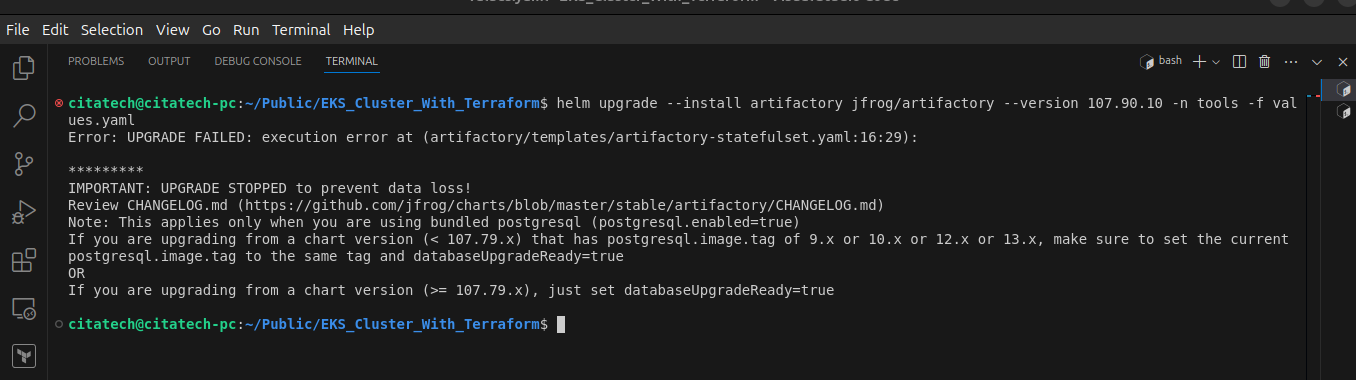 File Edit Selection View Go Run Terminal Help
PROBLEMS OUTPUT DEBUG CONSOLE TERMINAL bash
citatech@citatech-pc:~/Public/EKS_Cluster_With_Terraform$ helm upgrade --install artifactory jfrog/artifactory --version 107.90.10 -n tools -f val
ues.yaml
Error: UPGRADE FAILED: execution error at (artifactory/templates/artifactory-statefulset.yaml:16:29):
*********
IMPORTANT: UPGRADE STOPPED to prevent data loss!
Review CHANGELOG.md (https://github.com/jfrog/charts/blob/master/stable/artifactory/CHANGELOG.md)
Note: This applies only when you are using bundled postgresql (postgresql.enabled=true)
If you are upgrading from a chart version (< 107.79.x) that has postgresql.image.tag of 9.x or 10.x or 12.x or 13.x, make sure to set the current
postgresql.image.tag to the same tag and databaseUpgradeReady=true
OR
If you are upgrading from a chart version (>= 107.79.x), just set databaseUpgradeReady=true
citatech@citatech-pc:~/Public/EKS_Cluster_With_Terraform$